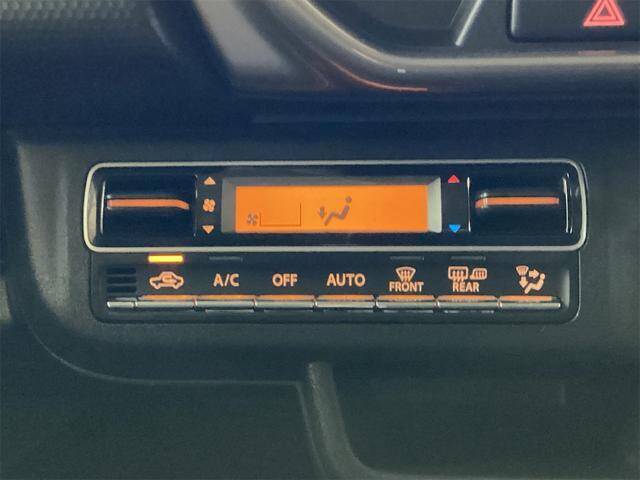 A/C OFF AUTO FRONT REAR